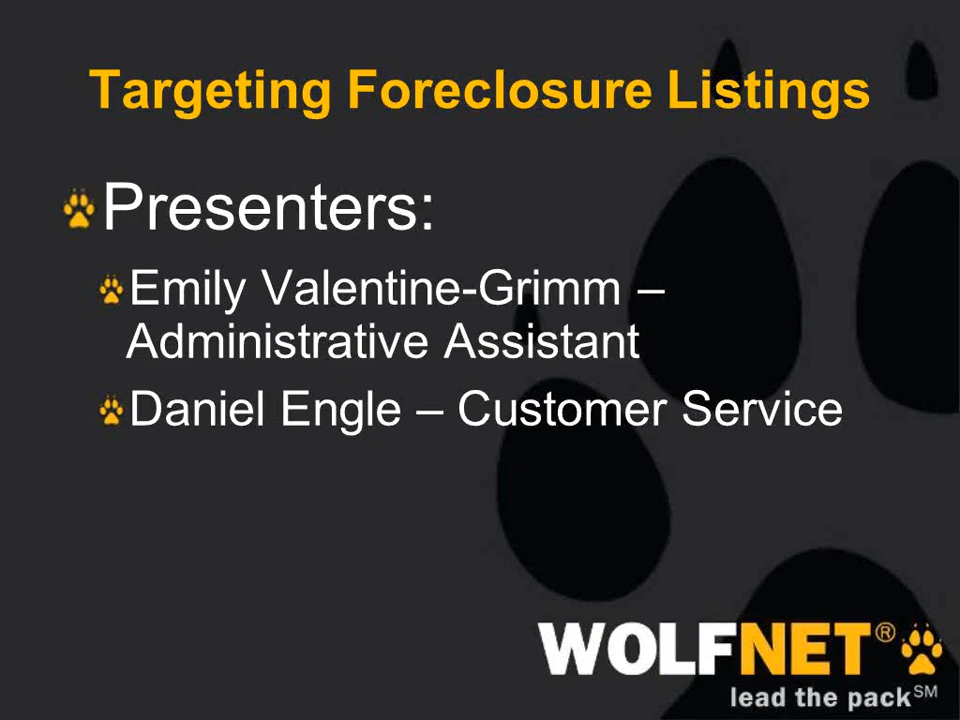 Targeting Foreclosure Listings
Presenters:
Emily Valentine-Grimm –
Administrative Assistant
Daniel Engle – Customer Service
WOLFNET®
lead the pack℠